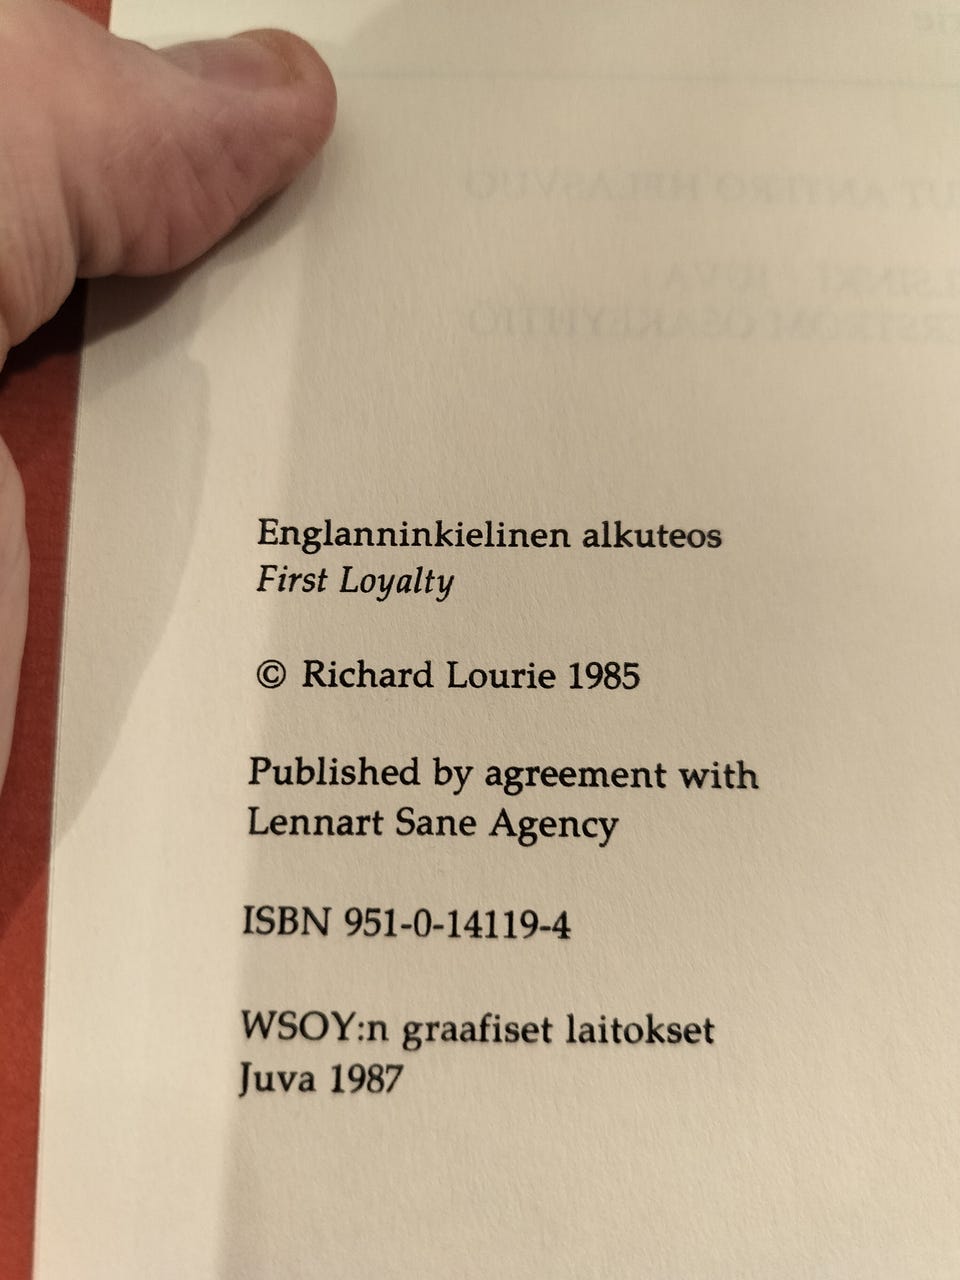 Englanninkielinen alkuteos
First Loyalty
© Richard Lourie 1985
Published by agreement with
Lennart Sane Agency
ISBN 951-0-14119-4
WSOY:n graafiset laitokset
Juva 1987